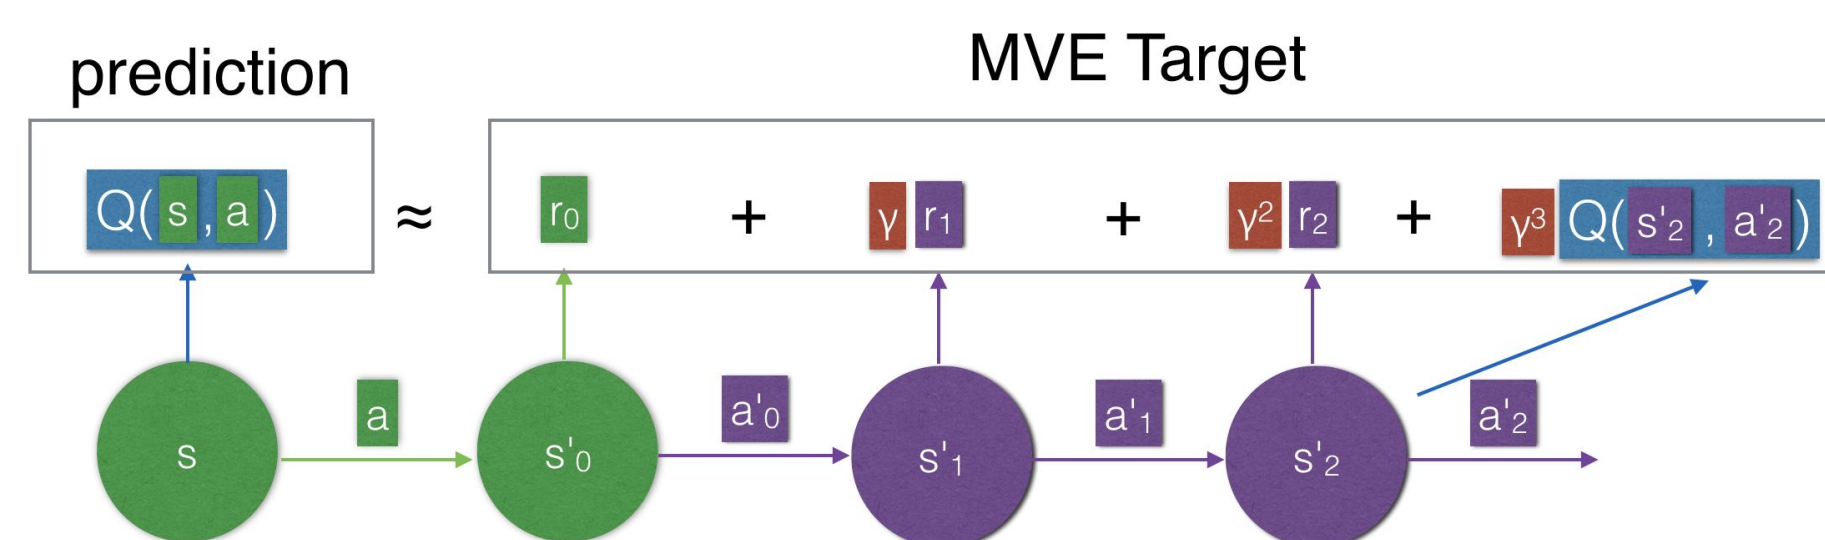 prediction
MVE Target
Q(s,a) ≈ r₀ + γ r₁ + γ² r₂ + γ³ Q(s'₂, a'₂)
a a'₀ a'₁ a'₂
s s'₀ s'₁ s'₂